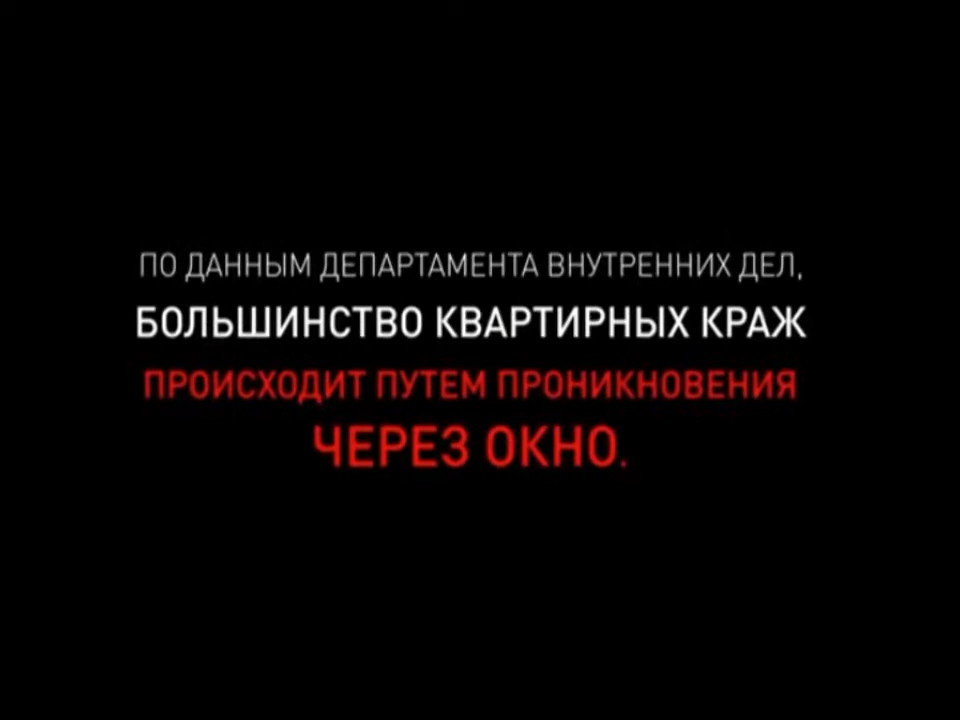 ПО ДАННЫМ ДЕПАРТАМЕНТА ВНУТРЕННИХ ДЕЛ,
БОЛЬШИНСТВО КВАРТИРНЫХ КРАЖ
ПРОИСХОДИТ ПУТЕМ ПРОНИКНОВЕНИЯ
ЧЕРЕЗ ОКНО.